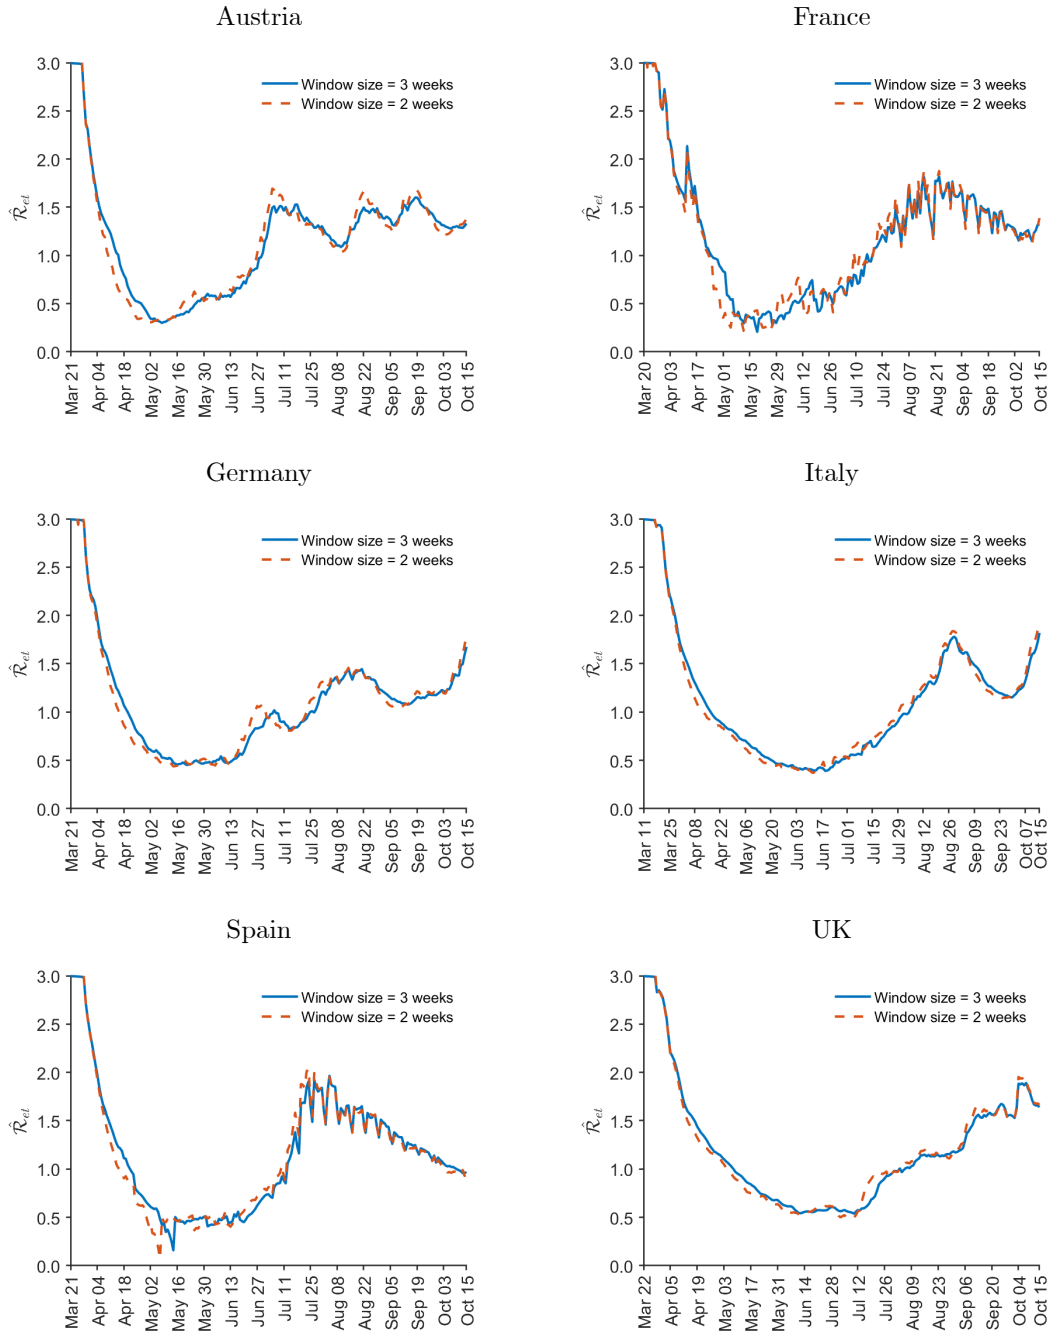 Austria
France
3.0
2.5
2.0
1.5
1.0
0.5
0.0
R̂et
Window size = 3 weeks
Window size = 2 weeks
Mar 21
Apr 04
Apr 18
May 02
May 16
May 30
Jun 13
Jun 27
Jul 11
Jul 25
Aug 08
Aug 22
Sep 05
Sep 19
Oct 03
Oct 15
3.0
2.5
2.0
1.5
1.0
0.5
0.0
R̂et
Window size = 3 weeks
Window size = 2 weeks
Mar 20
Apr 03
Apr 17
May 01
May 15
May 29
Jun 12
Jun 26
Jul 10
Jul 24
Aug 07
Aug 21
Sep 04
Sep 18
Oct 02
Oct 15
Germany
Italy
3.0
2.5
2.0
1.5
1.0
0.5
0.0
R̂et
Window size = 3 weeks
Window size = 2 weeks
Mar 21
Apr 04
Apr 18
May 02
May 16
May 30
Jun 13
Jun 27
Jul 11
Jul 25
Aug 08
Aug 22
Sep 05
Sep 19
Oct 03
Oct 15
3.0
2.5
2.0
1.5
1.0
0.5
0.0
R̂et
Window size = 3 weeks
Window size = 2 weeks
Mar 11
Mar 25
Apr 08
Apr 22
May 06
May 20
Jun 03
Jun 17
Jul 01
Jul 15
Jul 29
Aug 12
Aug 26
Sep 09
Sep 23
Oct 07
Oct 15
Spain
UK
3.0
2.5
2.0
1.5
1.0
0.5
0.0
R̂et
Window size = 3 weeks
Window size = 2 weeks
Mar 21
Apr 04
Apr 18
May 02
May 16
May 30
Jun 13
Jun 27
Jul 11
Jul 25
Aug 08
Aug 22
Sep 05
Sep 19
Oct 03
Oct 15
3.0
2.5
2.0
1.5
1.0
0.5
0.0
R̂et
Window size = 3 weeks
Window size = 2 weeks
Mar 22
Apr 05
Apr 19
May 03
May 17
May 31
Jun 14
Jun 28
Jul 12
Jul 26
Aug 09
Aug 23
Sep 06
Sep 20
Oct 04
Oct 15